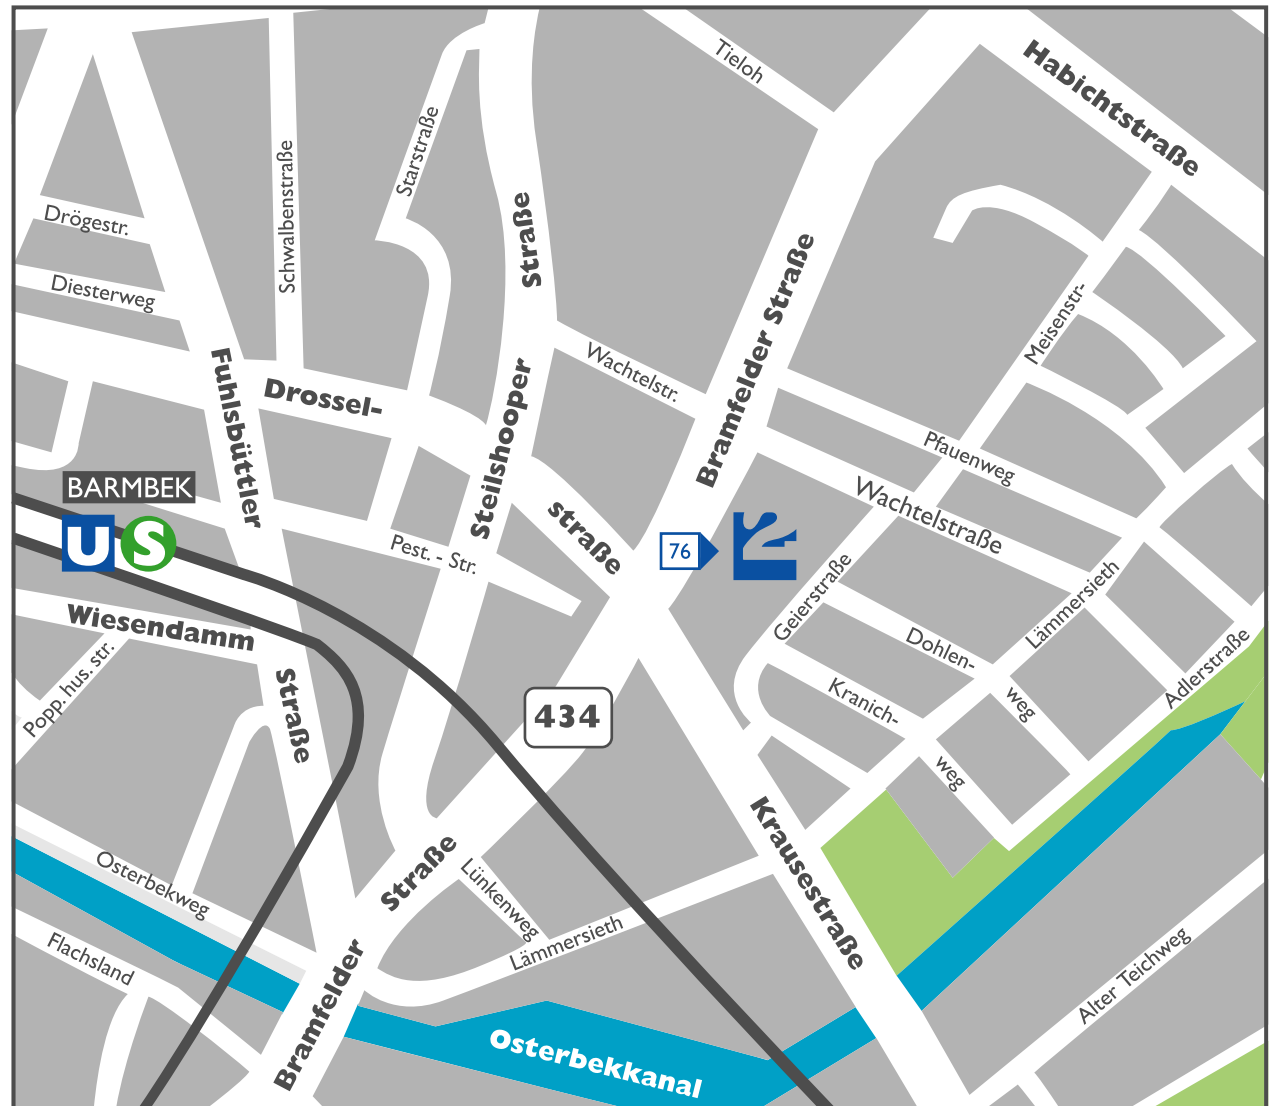 Tieloh
Habichtstraße
Starstraße
Schwalbenstraße
Drögestr.
Straße
Bramfelder Straße
Diesterweg
Meisenstr-
Wachtelstr.
Fuhlsbüttler
Drossel-
Steilshooper
Pfauenweg
Wachtelstraße
BARMBEK
U
S
straße
76
Pest. - Str.
Geierstraße
Lämmersieth
Wiesendamm
Dohlen-
Popp. hus. str.
Adlerstraße
Straße
Kranich-
weg
434
weg
Krausestraße
Straße
Osterbekweg
Lünkenweg
Lämmersieth
Flachsland
Alter Teichweg
Bramfelder
Osterbekkanal